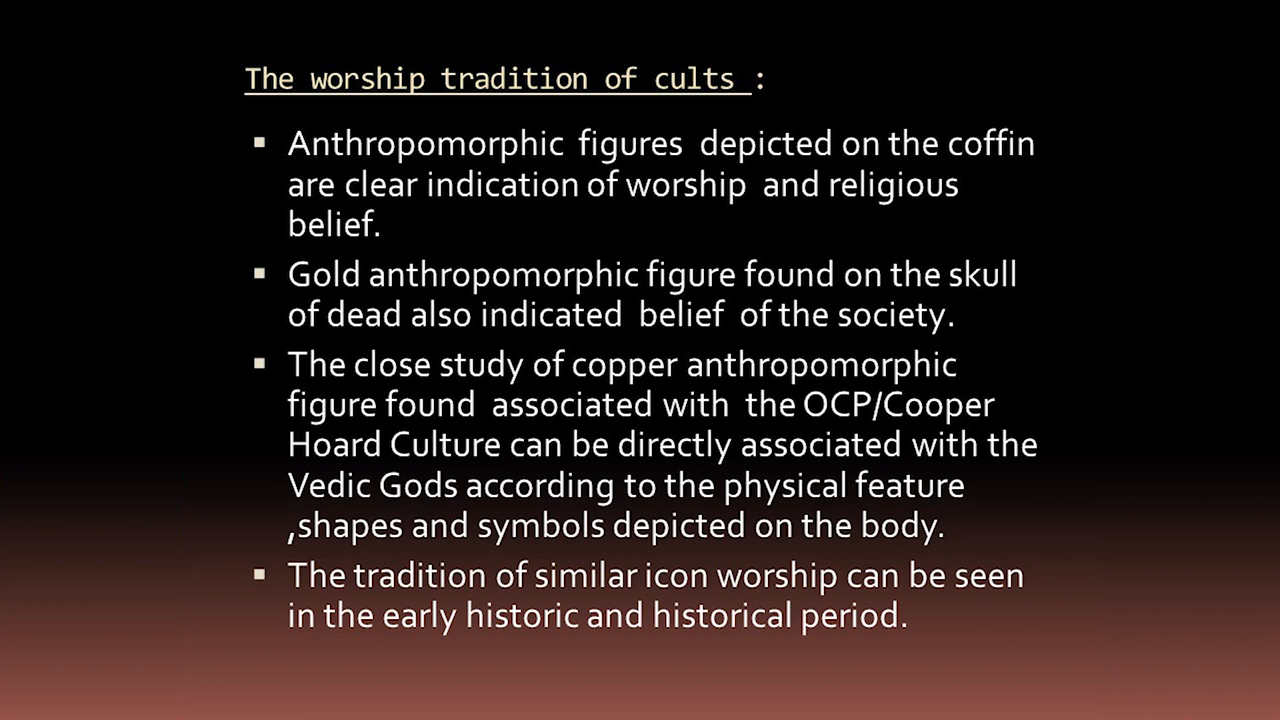 The worship tradition of cults :
▪ Anthropomorphic figures depicted on the coffin
are clear indication of worship and religious
belief.
▪ Gold anthropomorphic figure found on the skull
of dead also indicated belief of the society.
▪ The close study of copper anthropomorphic
figure found associated with the OCP/Cooper
Hoard Culture can be directly associated with the
Vedic Gods according to the physical feature
,shapes and symbols depicted on the body.
▪ The tradition of similar icon worship can be seen
in the early historic and historical period.